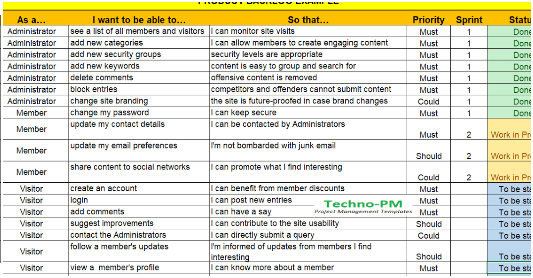 PRODUCT BACKLOG EXAMPLE
As a... I want to be able to... So that... Priority Sprint Statu
Administrator see a list of all members and visitors I can monitor site visits Must 1 Done
Administrator add new categories I can allow members to create engaging content Must 1 Done
Administrator add new security groups security levels are appropriate Must 1 Done
Administrator add new keywords content is easy to group and search for Must 1 Done
Administrator delete comments offensive content is removed Must 1 Done
Administrator block entries competitors and offenders cannot submit content Must 1 Done
Administrator change site branding the site is future-proofed in case brand changes Could 1 Done
Member change my password I can keep secure Must 1 Done
Member update my contact details I can be contacted by Administrators Must 2 Work in Pr
Member update my email preferences I'm not bombarded with junk email Should 2 Work in Pr
Member share content to social networks I can promote what I find interesting Could 2 Work in Pr
Visitor create an account I can benefit from member discounts Must To be sta
Visitor login I can post new entries Must To be sta
Techno-PM
Project Management Templates
Visitor add comments I can have a say Must To be sta
Visitor suggest improvements I can contribute to the site usability Should To be sta
Visitor contact the Administrators I can directly submit a query Could To be sta
Visitor follow a member's updates I'm informed of updates from members I find
interesting Should To be sta
Visitor view a member's profile I can know more about a member Must To be sta